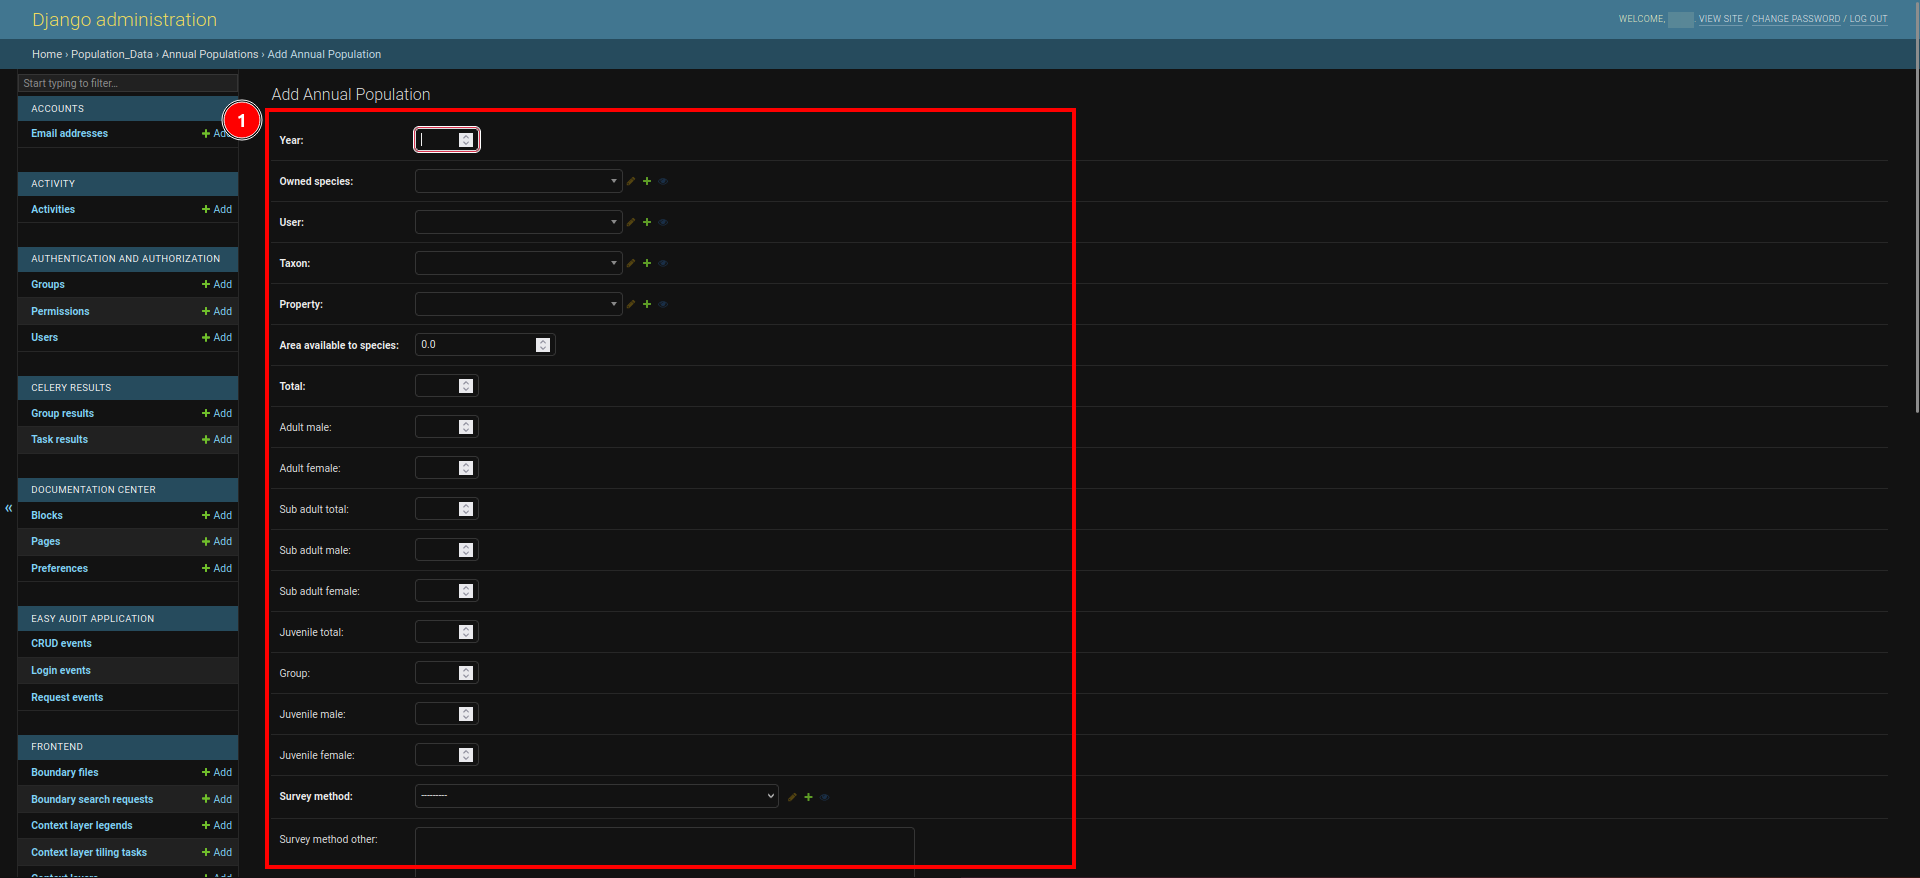 Django administration
WELCOME, VIEW SITE / CHANGE PASSWORD / LOG OUT
Home › Population_Data › Annual Populations › Add Annual Population
Start typing to filter...
ACCOUNTS
Email addresses + Add
ACTIVITY
Activities + Add
AUTHENTICATION AND AUTHORIZATION
Groups + Add
Permissions + Add
Users + Add
CELERY RESULTS
Group results + Add
Task results + Add
DOCUMENTATION CENTER
Blocks + Add
Pages + Add
Preferences + Add
EASY AUDIT APPLICATION
CRUD events
Login events
Request events
FRONTEND
Boundary files + Add
Boundary search requests + Add
Context layer legends + Add
Context layer tiling tasks + Add
Context layers + Add
«
1
Add Annual Population
Year:
Owned species:
User:
Taxon:
Property:
Area available to species: 0.0
Total:
Adult male:
Adult female:
Sub adult total:
Sub adult male:
Sub adult female:
Juvenile total:
Group:
Juvenile male:
Juvenile female:
Survey method: ---------
Survey method other: